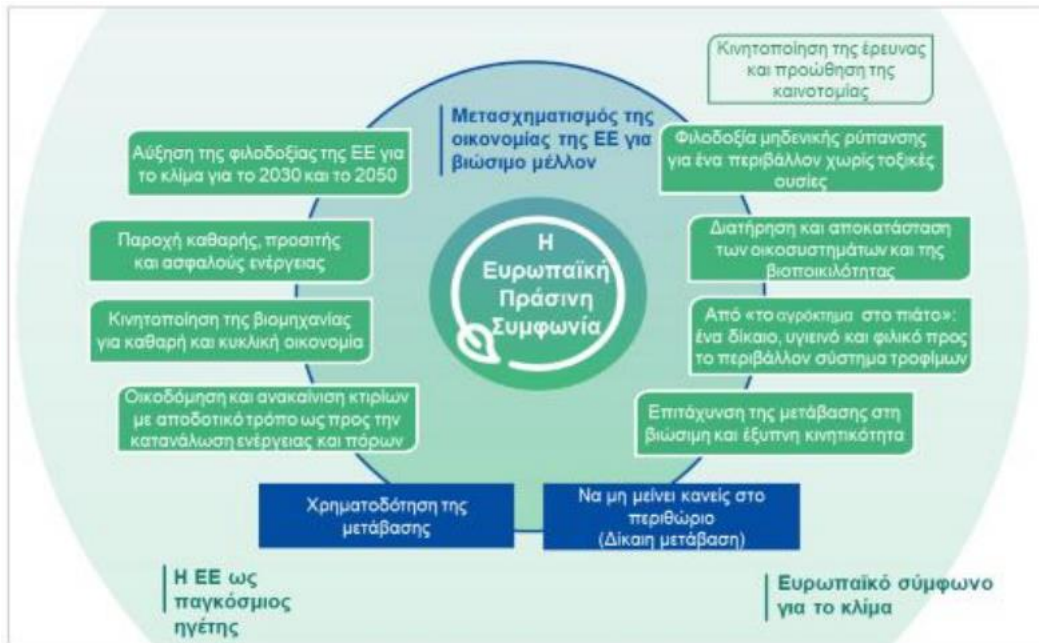 Κινητοποίηση της έρευνας
και προώθηση της
καινοτομίας
Μετασχηματισμός της
οικονομίας της ΕΕ για
βιώσιμο μέλλον
Αύξηση της φιλοδοξίας της ΕΕ για
το κλίμα για το 2030 και το 2050
Φιλοδοξία μηδενικής ρύπανσης
για ένα περιβάλλον χωρίς τοξικές
ουσίες
Παροχή καθαρής, προσιτής
και ασφαλούς ενέργειας
Η
Ευρωπαϊκή
Πράσινη
Συμφωνία
Διατήρηση και αποκατάσταση
των οικοσυστημάτων και της
βιοποικιλότητας
Κινητοποίηση της βιομηχανίας
για καθαρή και κυκλική οικονομία
Από «το αγρόκτημα στο πιάτο»:
ένα δίκαιο, υγιεινό και φιλικό προς
το περιβάλλον σύστημα τροφίμων
Οικοδόμηση και ανακαίνιση κτιρίων
με αποδοτικό τρόπο ως προς την
κατανάλωση ενέργειας και πόρων
Επιτάχυνση της μετάβασης στη
βιώσιμη και έξυπνη κινητικότητα
Χρηματοδότηση της
μετάβασης
Να μη μείνει κανείς στο
περιθώριο
(Δίκαιη μετάβαση)
Η ΕΕ ως
παγκόσμιος
ηγέτης
Ευρωπαϊκό σύμφωνο
για το κλίμα